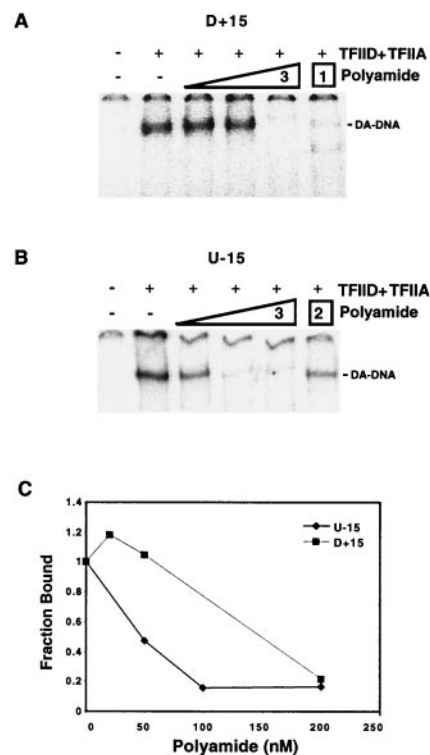 A
D+15
- + + + + + TFIID+TFIIA
- - 3 1 Polyamide
- DA-DNA
B
U-15
- + + + + + TFIID+TFIIA
- - 3 2 Polyamide
- DA-DNA
C
1.4
1.2
1
0.8
0.6
0.4
0.2
0
U-15
D+15
Fraction Bound
0 50 100 150 200 250
Polyamide (nM)